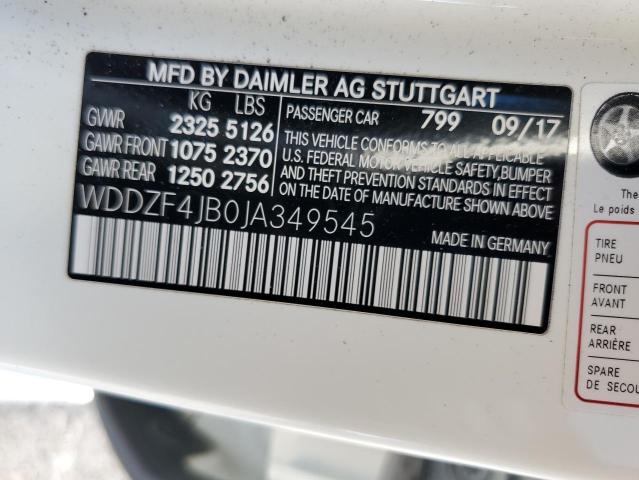 MFD BY DAIMLER AG STUTTGART
KG LBS
GVWR 2325 5126
GAWR FRONT 1075 2370
GAWR REAR 1250 2756
PASSENGER CAR 799 09/17
THIS VEHICLE CONFORMS TO ALL APPLICABLE
U.S. FEDERAL MOTOR VEHICLE SAFETY,BUMPER
AND THEFT PREVENTION STANDARDS IN EFFECT
ON THE DATE OF MANUFACTURE SHOWN ABOVE
WDDZF4JB0JA349545
MADE IN GERMANY
The
Le poids
TIRE
PNEU
FRONT
AVANT
REAR
ARRIÈRE
SPARE
DE SECOU